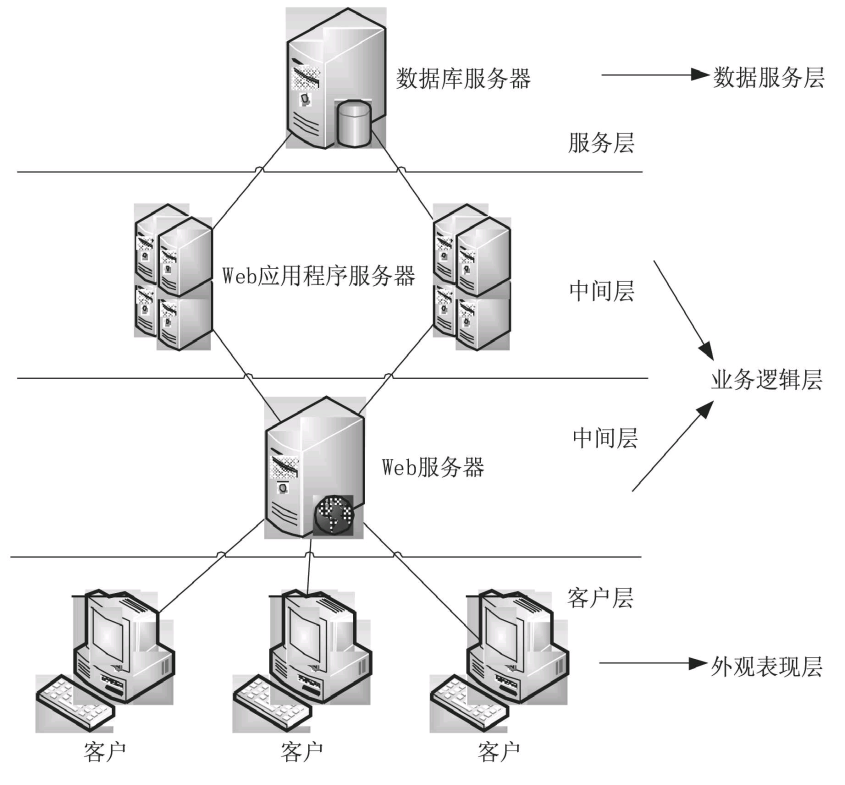 数据库服务器
数据服务层
服务层
Web应用程序服务器
中间层
业务逻辑层
中间层
Web服务器
客户层
外观表现层
客户
客户
客户